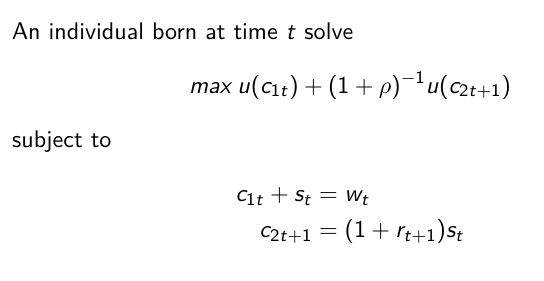 An individual born at time t solve
max u(c₁ₜ) + (1 + ρ)⁻¹u(c₂ₜ₊₁)
subject to
c₁ₜ + sₜ = wₜ
c₂ₜ₊₁ = (1 + rₜ₊₁)sₜ